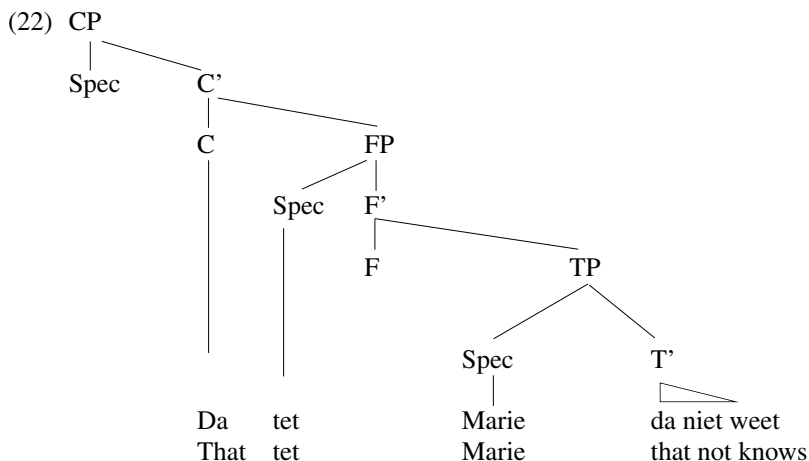 (22) CP
Spec C’
C FP
Spec F’
F TP
Spec T’
Da tet Marie da niet weet
That tet Marie that not knows